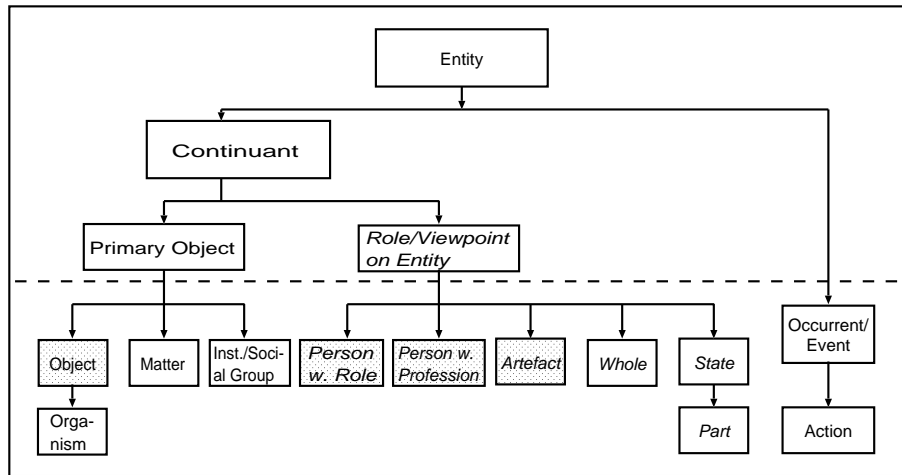 Entity
Continuant
Primary Object
Role/Viewpoint
on Entity
Object
Matter
Inst./Soci-
al Group
Person
w. Role
Person w.
Profession
Artefact
Whole
State
Occurrent/
Event
Orga-
nism
Part
Action